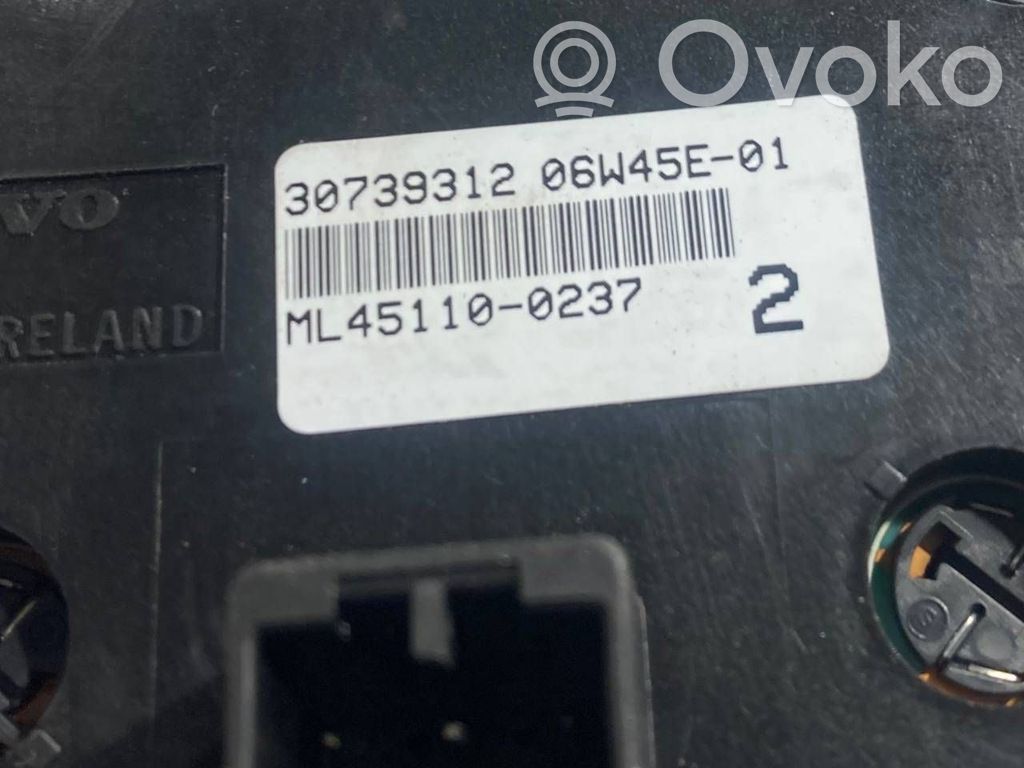 Ovoko
30739312 06W45E-01
ML45110-0237 2
VO
RELAND
S